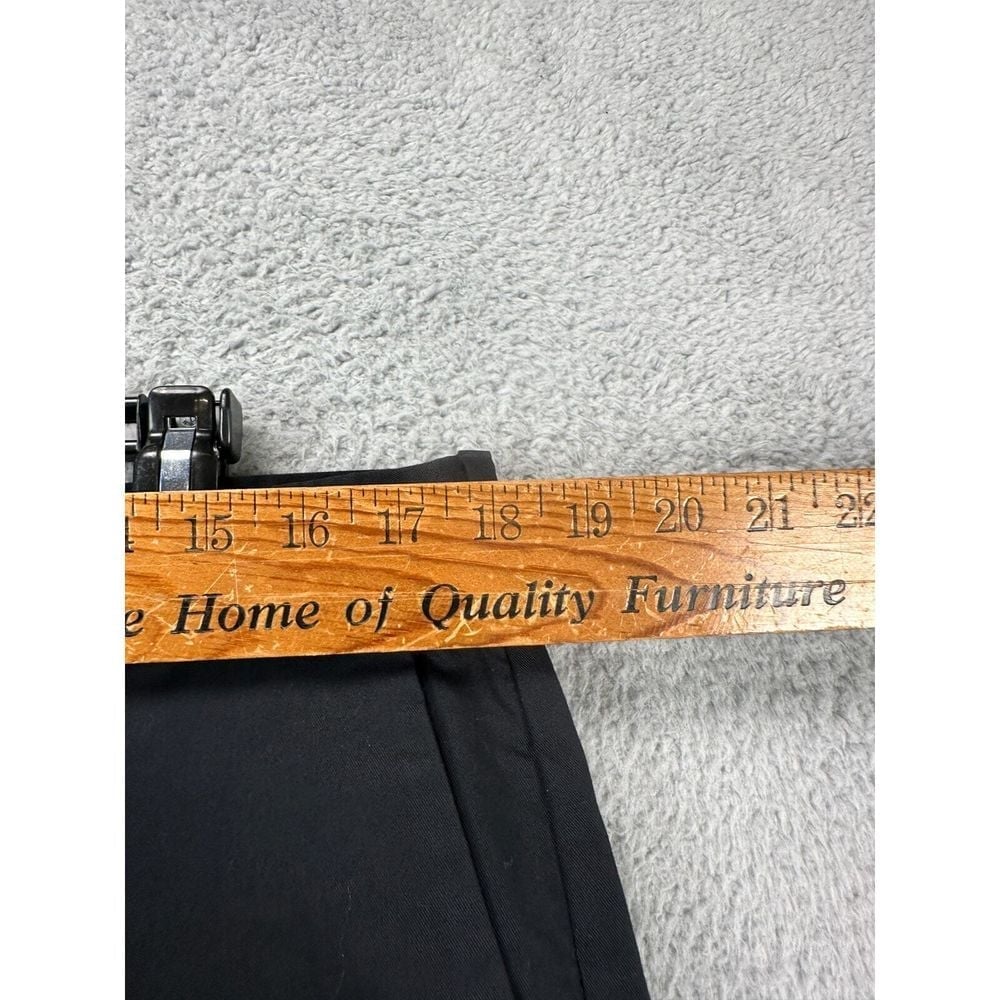 15 16 17 18 19 20 21 22
e Home of Quality Furniture